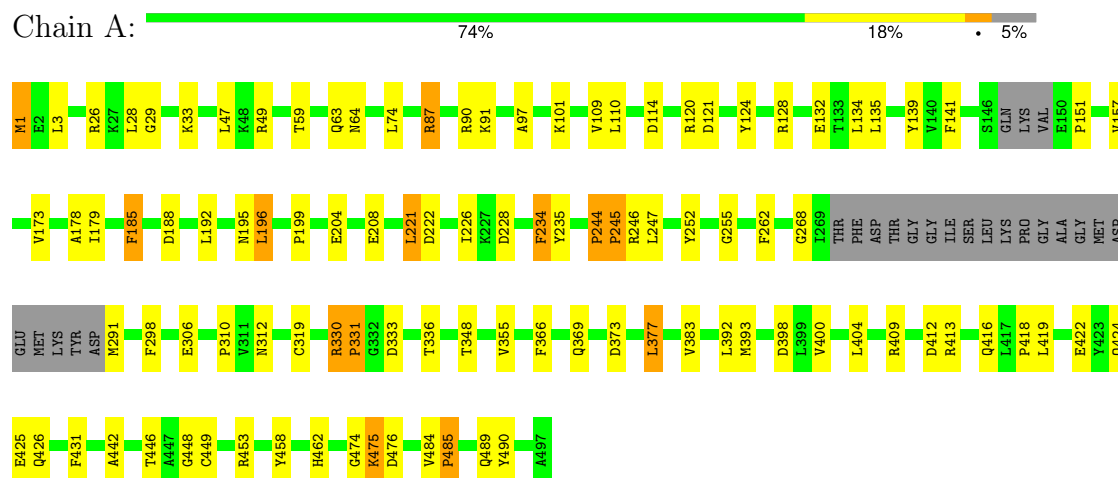 Chain A:
74% 18% • 5%
M1 E2 L3 R26 K27 L28 G29 K33 L47 K48 R49 T59 Q63 N64 L74 R87 R90 K91 A97 K101 V109 L110 D114 R120 D121 Y124 R128 E132 T133 L134 L135 Y139 V140 F141 S146 GLN LYS VAL E150 P151
V173 A178 I179 F185 D188 L192 N195 L196 P199 E204 E208 L221 D222 I226 K227 D228 F234 Y235 P244 P245 R246 L247 Y252 G255 F262 G268 I269 THR PHE ASP THR GLY GLY ILE SER LEU LYS PRO GLY ALA GLY MET ASP
GLU MET LYS TYR ASP M291 F298 E306 P310 V311 N312 C319 R330 P331 G332 D333 T336 T348 V355 F366 Q369 D373 L377 V383 L392 M393 D398 L399 V400 L404 R409 D412 R413 Q416 L417 P418 L419 E422 Y423
E425 Q426 F431 A442 T446 A447 G448 C449 R453 Y458 H462 G474 K475 D476 V484 P485 Q489 Y490 A497